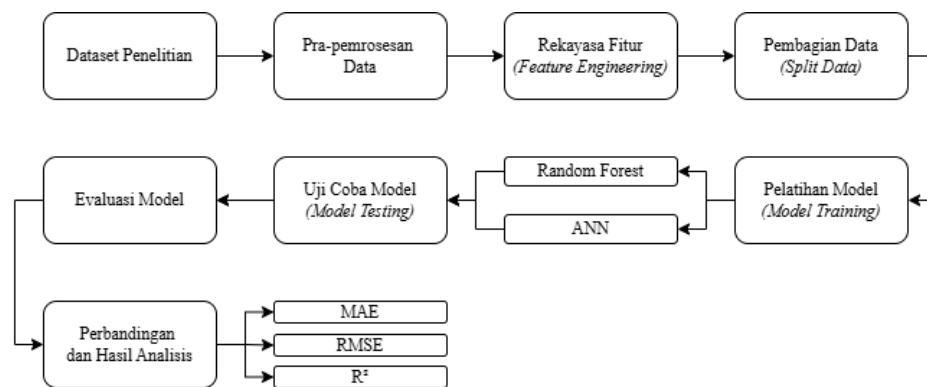 Dataset Penelitian
Pra-pemrosesan
Data
Rekayasa Fitur
(Feature Engineering)
Pembagian Data
(Split Data)
Pelatihan Model
(Model Training)
Random Forest
ANN
Uji Coba Model
(Model Testing)
Evaluasi Model
Perbandingan
dan Hasil Analisis
MAE
RMSE
R²